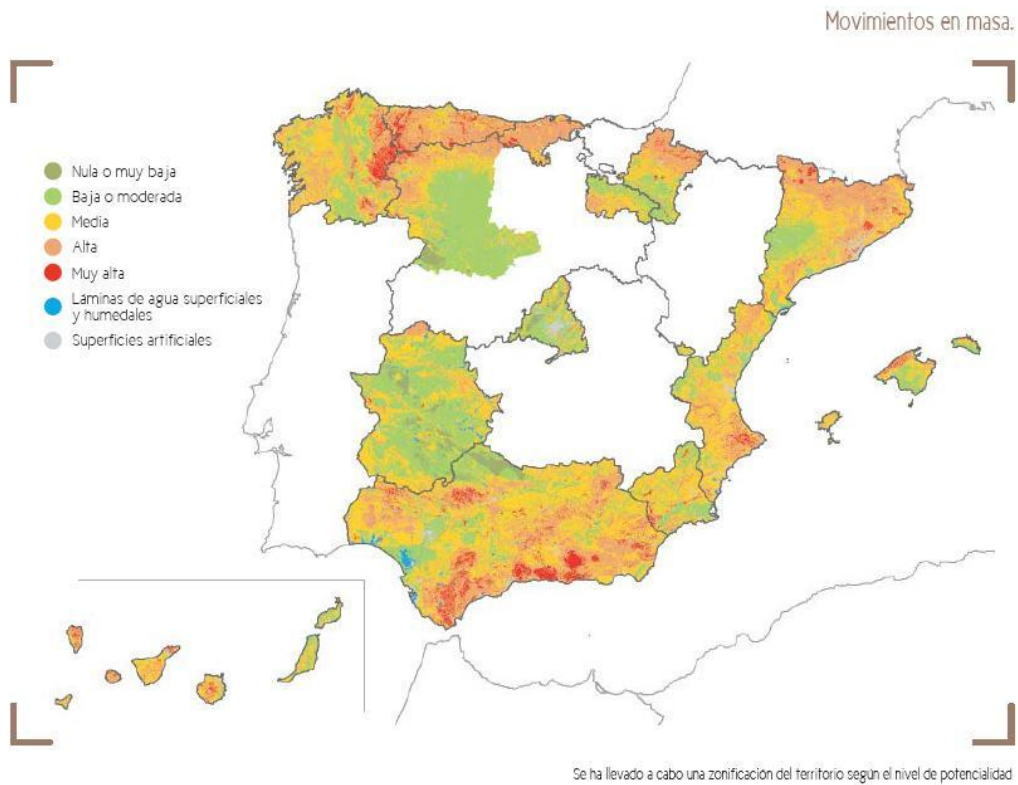 Movimientos en masa.
Nula o muy baja
Baja o moderada
Media
Alta
Muy alta
Láminas de agua superficiales
y humedales
Superficies artificiales
Se ha llevado a cabo una zonificación del territorio según el nivel de potencialidad